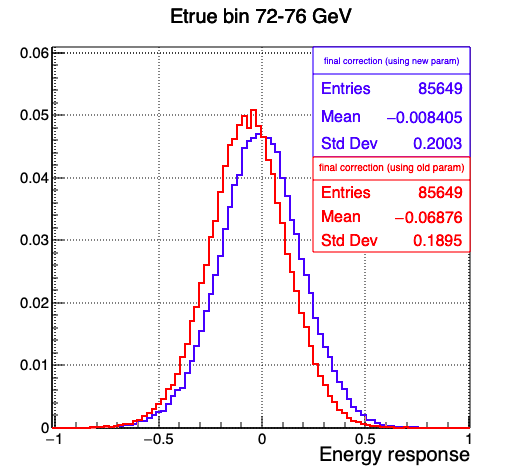 Etrue bin 72-76 GeV
0.06
0.05
0.04
0.03
0.02
0.01
0
final correction (using new param)
Entries 85649
Mean −0.008405
Std Dev 0.2003
final correction (using old param)
Entries 85649
Mean −0.06876
Std Dev 0.1895
−1 −0.5 0 0.5 1
Energy response